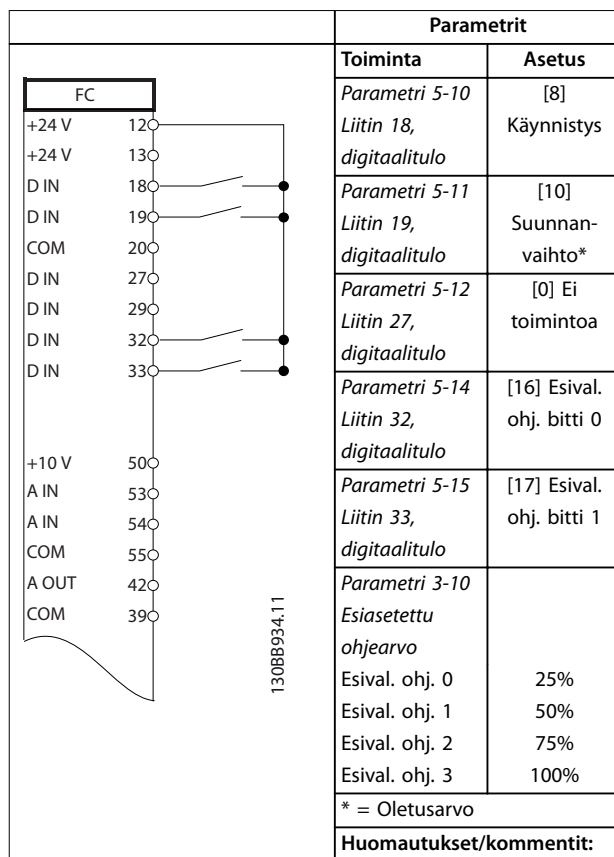 Parametrit
Toiminta Asetus
FC
+24 V 12
+24 V 13
D IN 18
D IN 19
COM 20
D IN 27
D IN 29
D IN 32
D IN 33
+10 V 50
A IN 53
A IN 54
COM 55
A OUT 42
COM 39
130BB934.11
Parametri 5-10 [8]
Liitin 18, Käynnistys
digitaalitulo
Parametri 5-11 [10]
Liitin 19, Suunnan-
digitaalitulo vaihto*
Parametri 5-12 [0] Ei
Liitin 27, toimintoa
digitaalitulo
Parametri 5-14 [16] Esival.
Liitin 32, ohj. bitti 0
digitaalitulo
Parametri 5-15 [17] Esival.
Liitin 33, ohj. bitti 1
digitaalitulo
Parametri 3-10
Esiasetettu
ohjearvo
Esival. ohj. 0 25%
Esival. ohj. 1 50%
Esival. ohj. 2 75%
Esival. ohj. 3 100%
* = Oletusarvo
Huomautukset/kommentit: